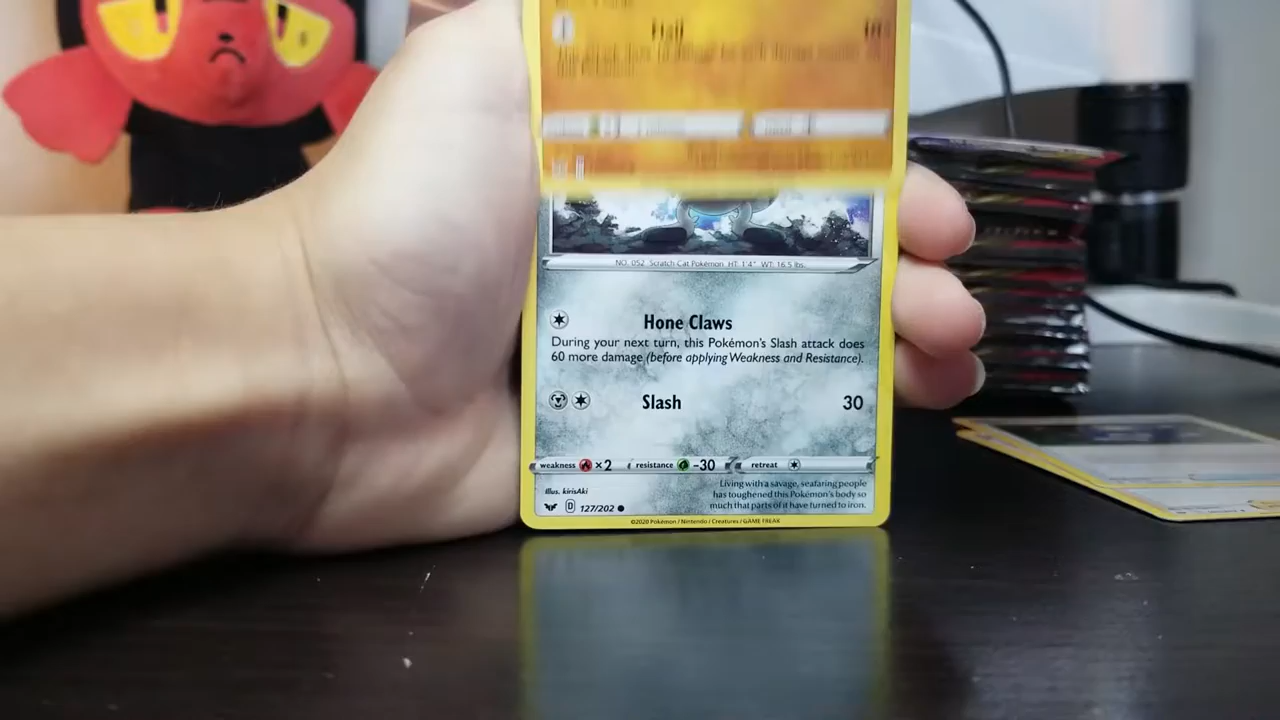 Flail
NO. 052 Scratch Cat Pokémon HT: 1'4" WT: 16.5 lbs.
Hone Claws
During your next turn, this Pokémon's Slash attack does
60 more damage (before applying Weakness and Resistance).
Slash 30
weakness ×2 resistance -30 retreat
Illus. kirisAki
Living with a savage, seafaring people
has toughened this Pokémon's body so
much that parts of it have turned to iron.
D 127/202
©2020 Pokémon / Nintendo / Creatures / GAME FREAK